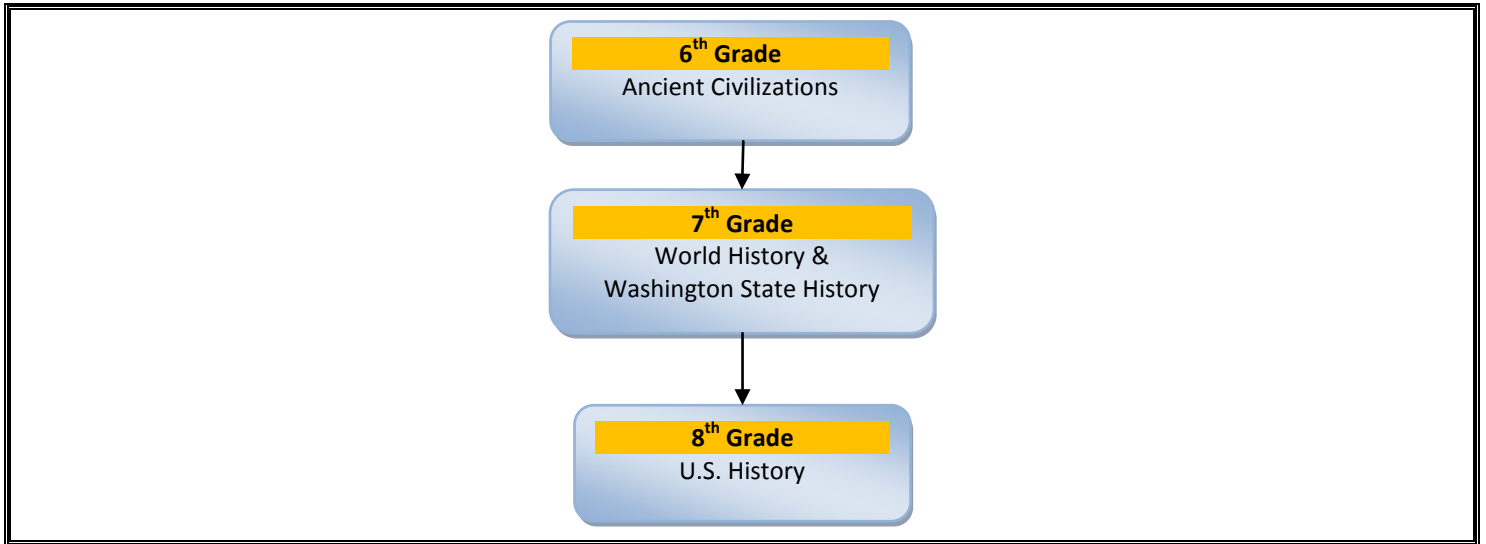 6th Grade
Ancient Civilizations
7th Grade
World History &
Washington State History
8th Grade
U.S. History